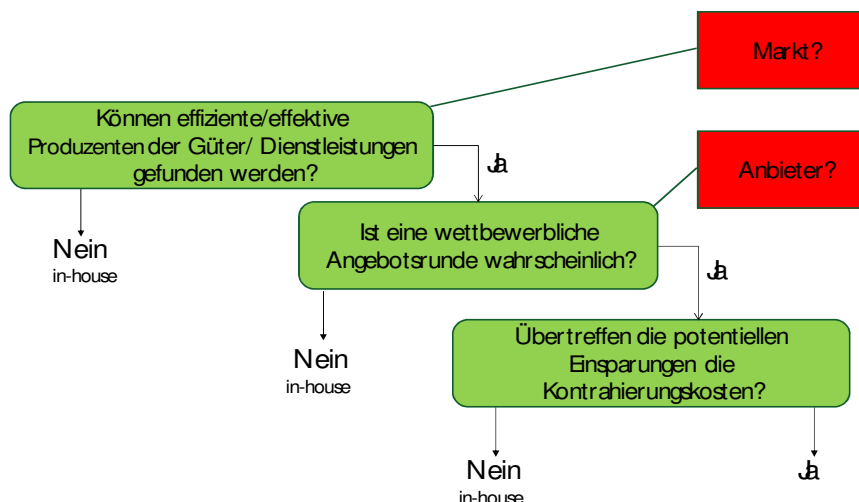 Markt?
Können effiziente/effektive
Produzenten der Güter/ Dienstleistungen
gefunden werden?
Ja
Anbieter?
Nein
in-house
Ist eine wettbewerbliche
Angebotsrunde wahrscheinlich?
Ja
Nein
in-house
Übertreffen die potentiellen
Einsparungen die
Kontrahierungskosten?
Nein
in-house
Ja